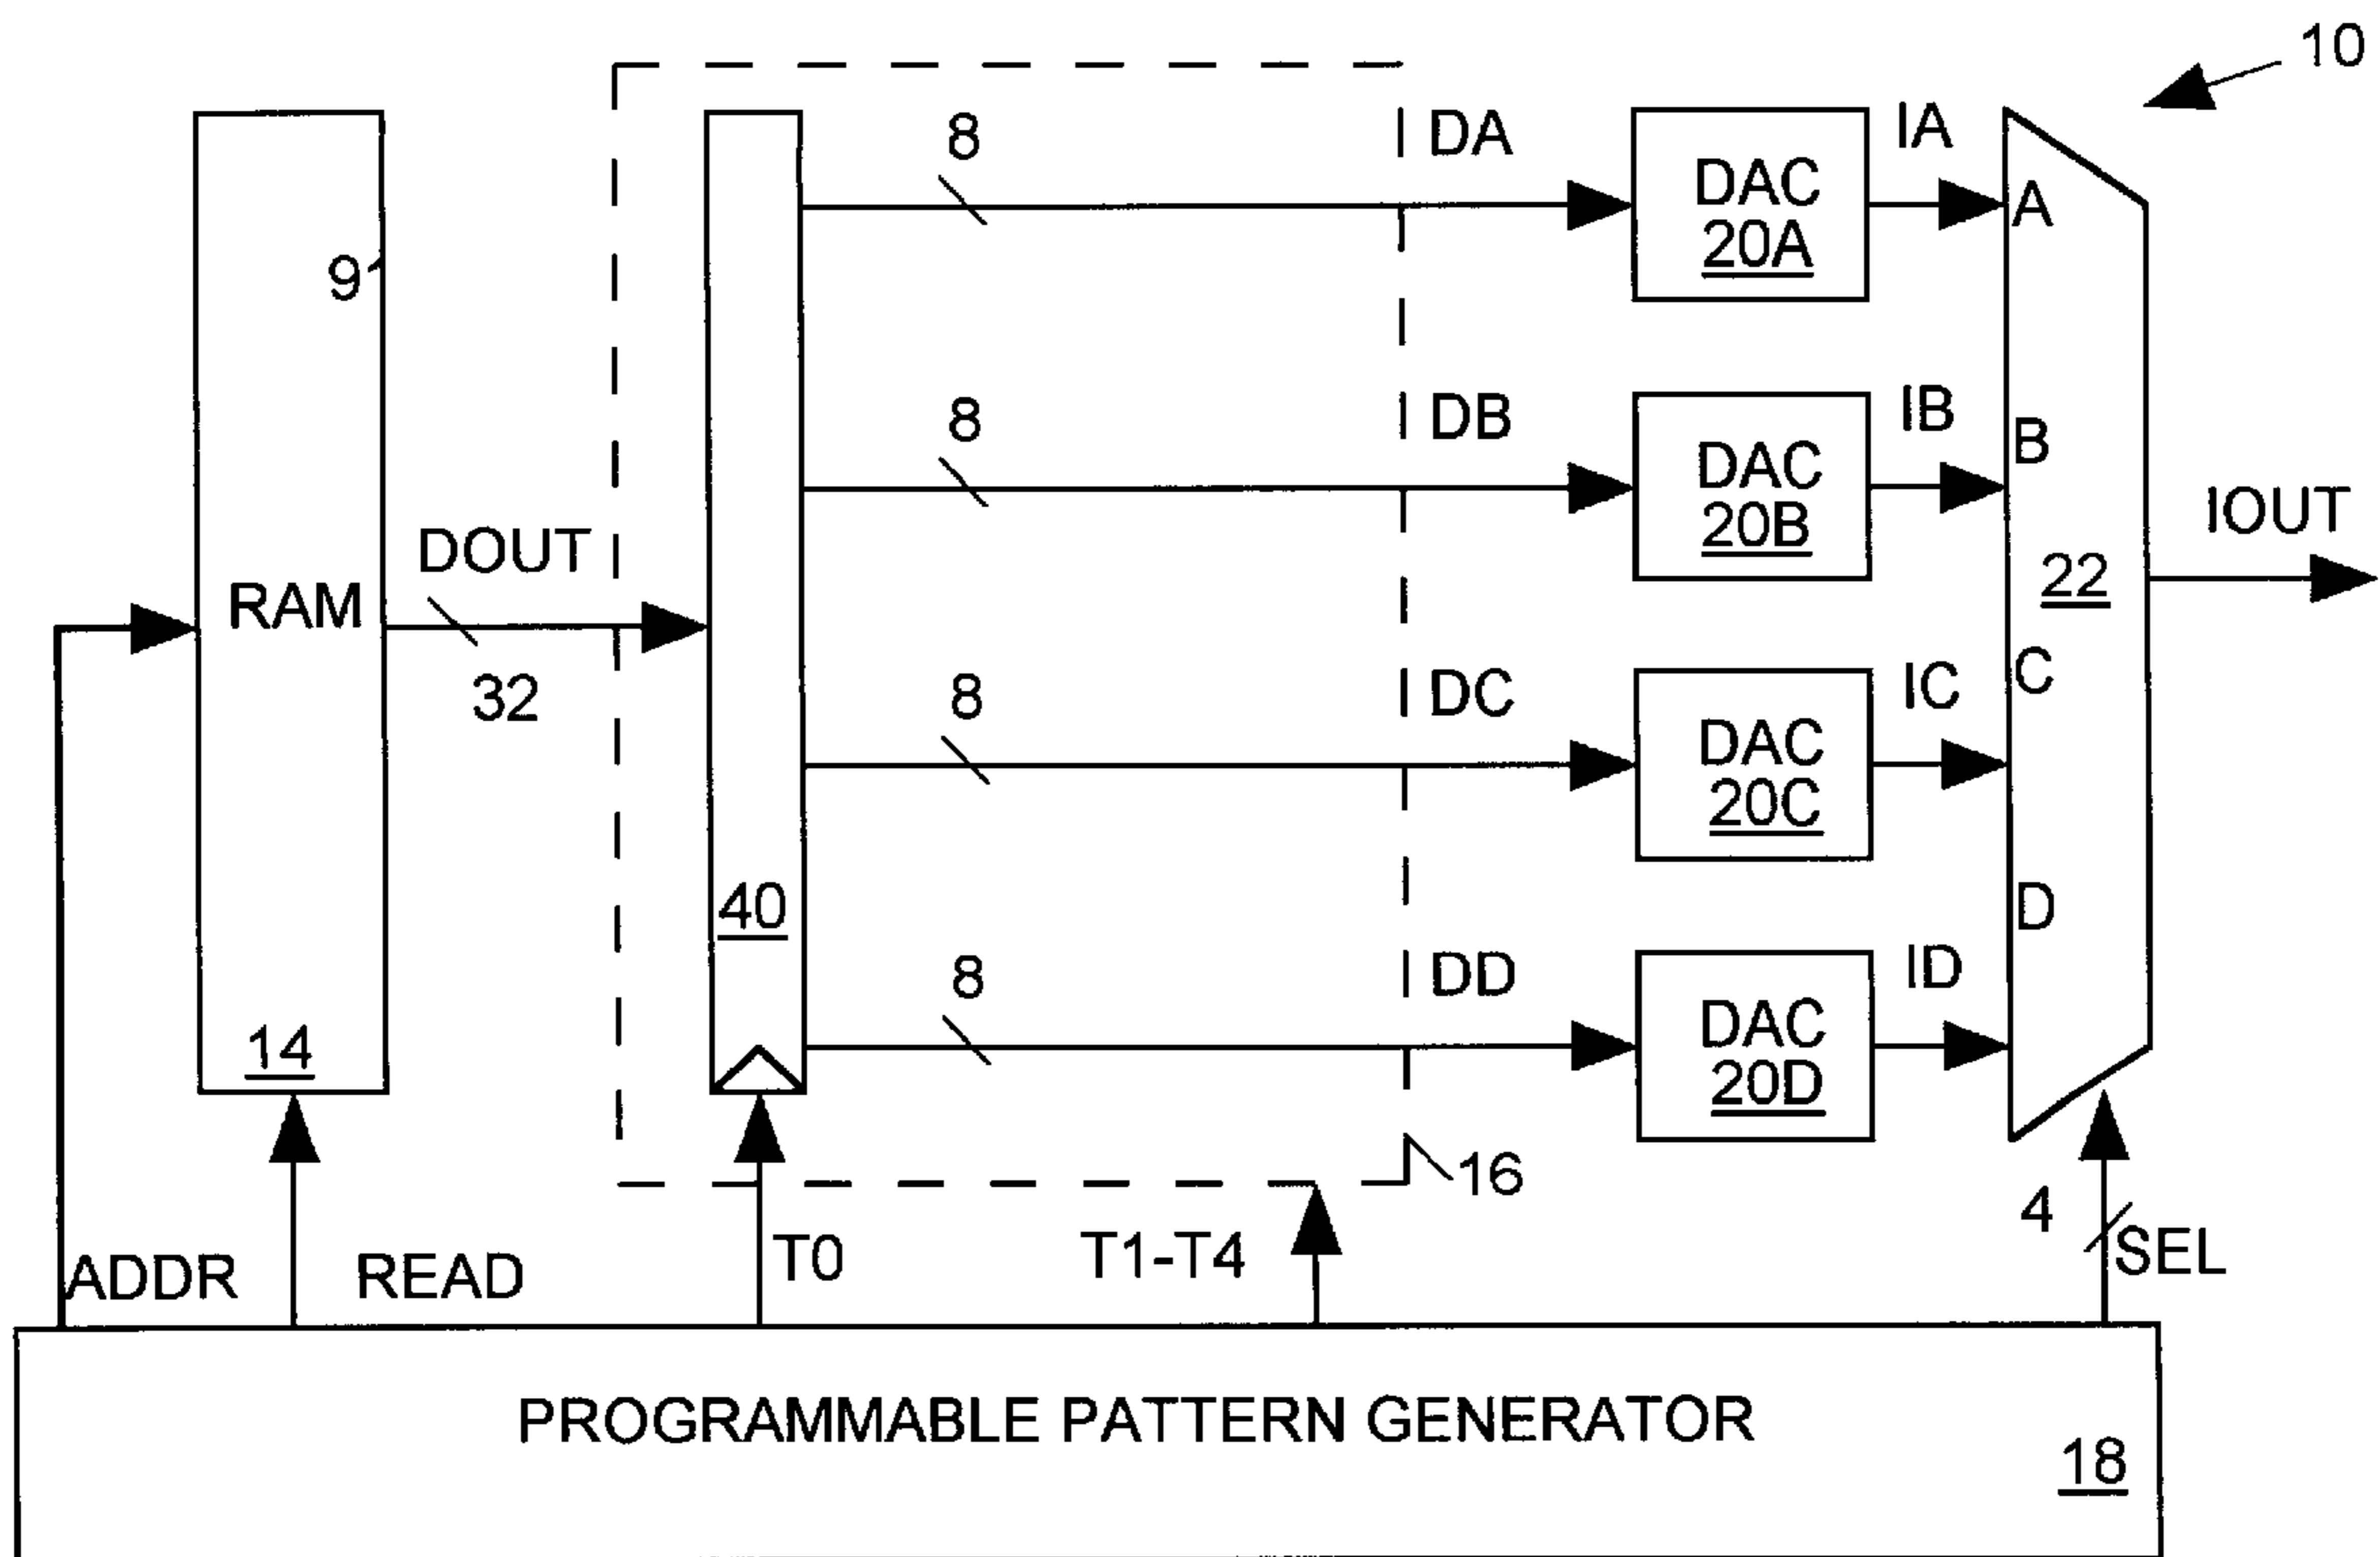 10
8
DA
IA
DAC
20A
A
91
8
DB
IB
DAC
20B
B
IOUT
DOUT
22
RAM
32
8
DC
IC
C
DAC
20C
40
D
8
DD
ID
DAC
20D
14
16
4
ADDR
READ
T0
T1-T4
SEL
PROGRAMMABLE PATTERN GENERATOR
18